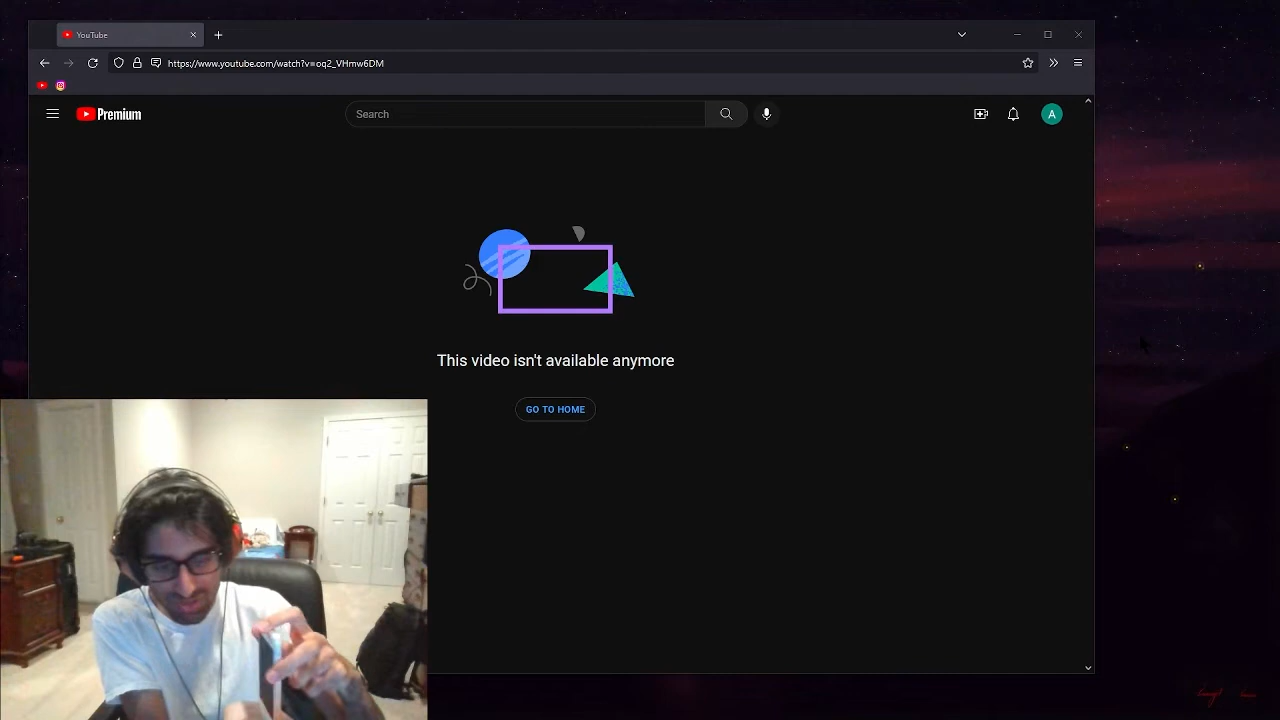 YouTube
https://www.youtube.com/watch?v=oq2_VHmw6DM
Premium
Search
A
This video isn't available anymore
GO TO HOME